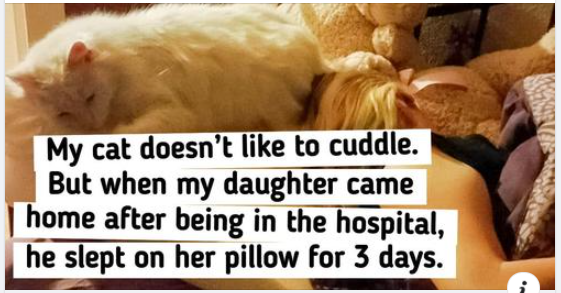 My cat doesn't like to cuddle.
But when my daughter came
home after being in the hospital,
he slept on her pillow for 3 days.
i